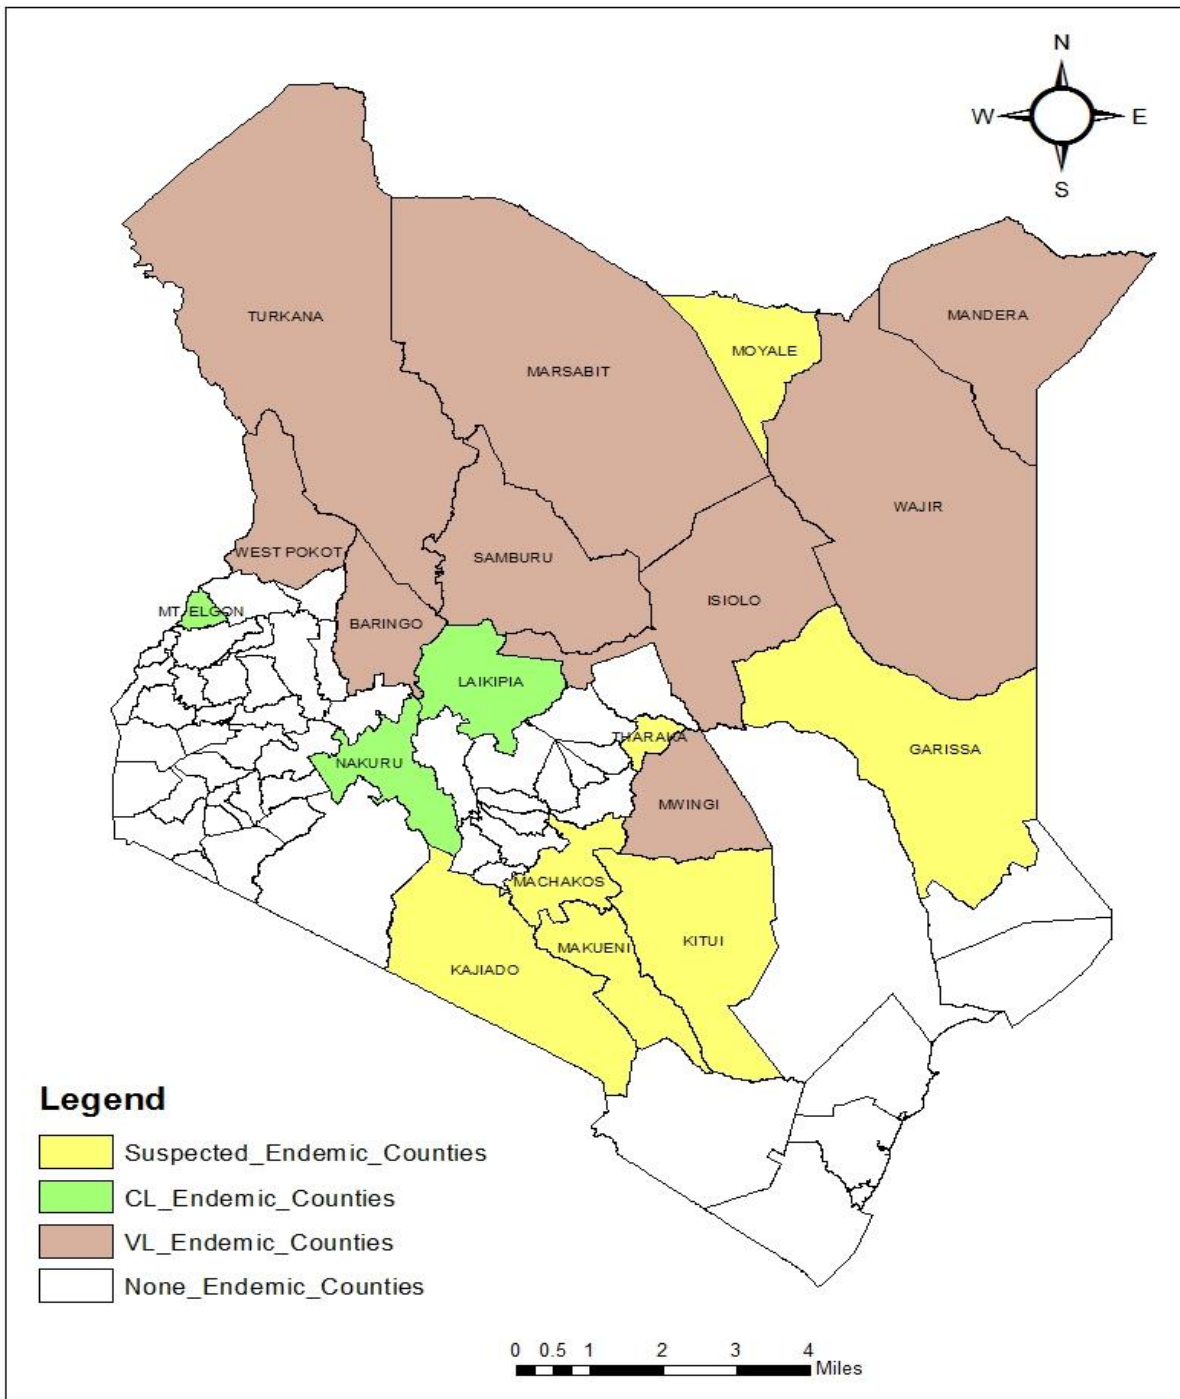 N
W E
S
MANDERA
TURKANA
MOYALE
MARSABIT
WAJIR
WEST POKOT
SAMBURU
ISIOLO
MT. ELGON
BARINGO
LAIKIPIA
THARAKA
GARISSA
NAKURU
MWINGI
MACHAKOS
KITUI
MAKUENI
KAJIADO
Legend
Suspected_Endemic_Counties
CL_Endemic_Counties
VL_Endemic_Counties
None_Endemic_Counties
0 0.5 1 2 3 4
Miles